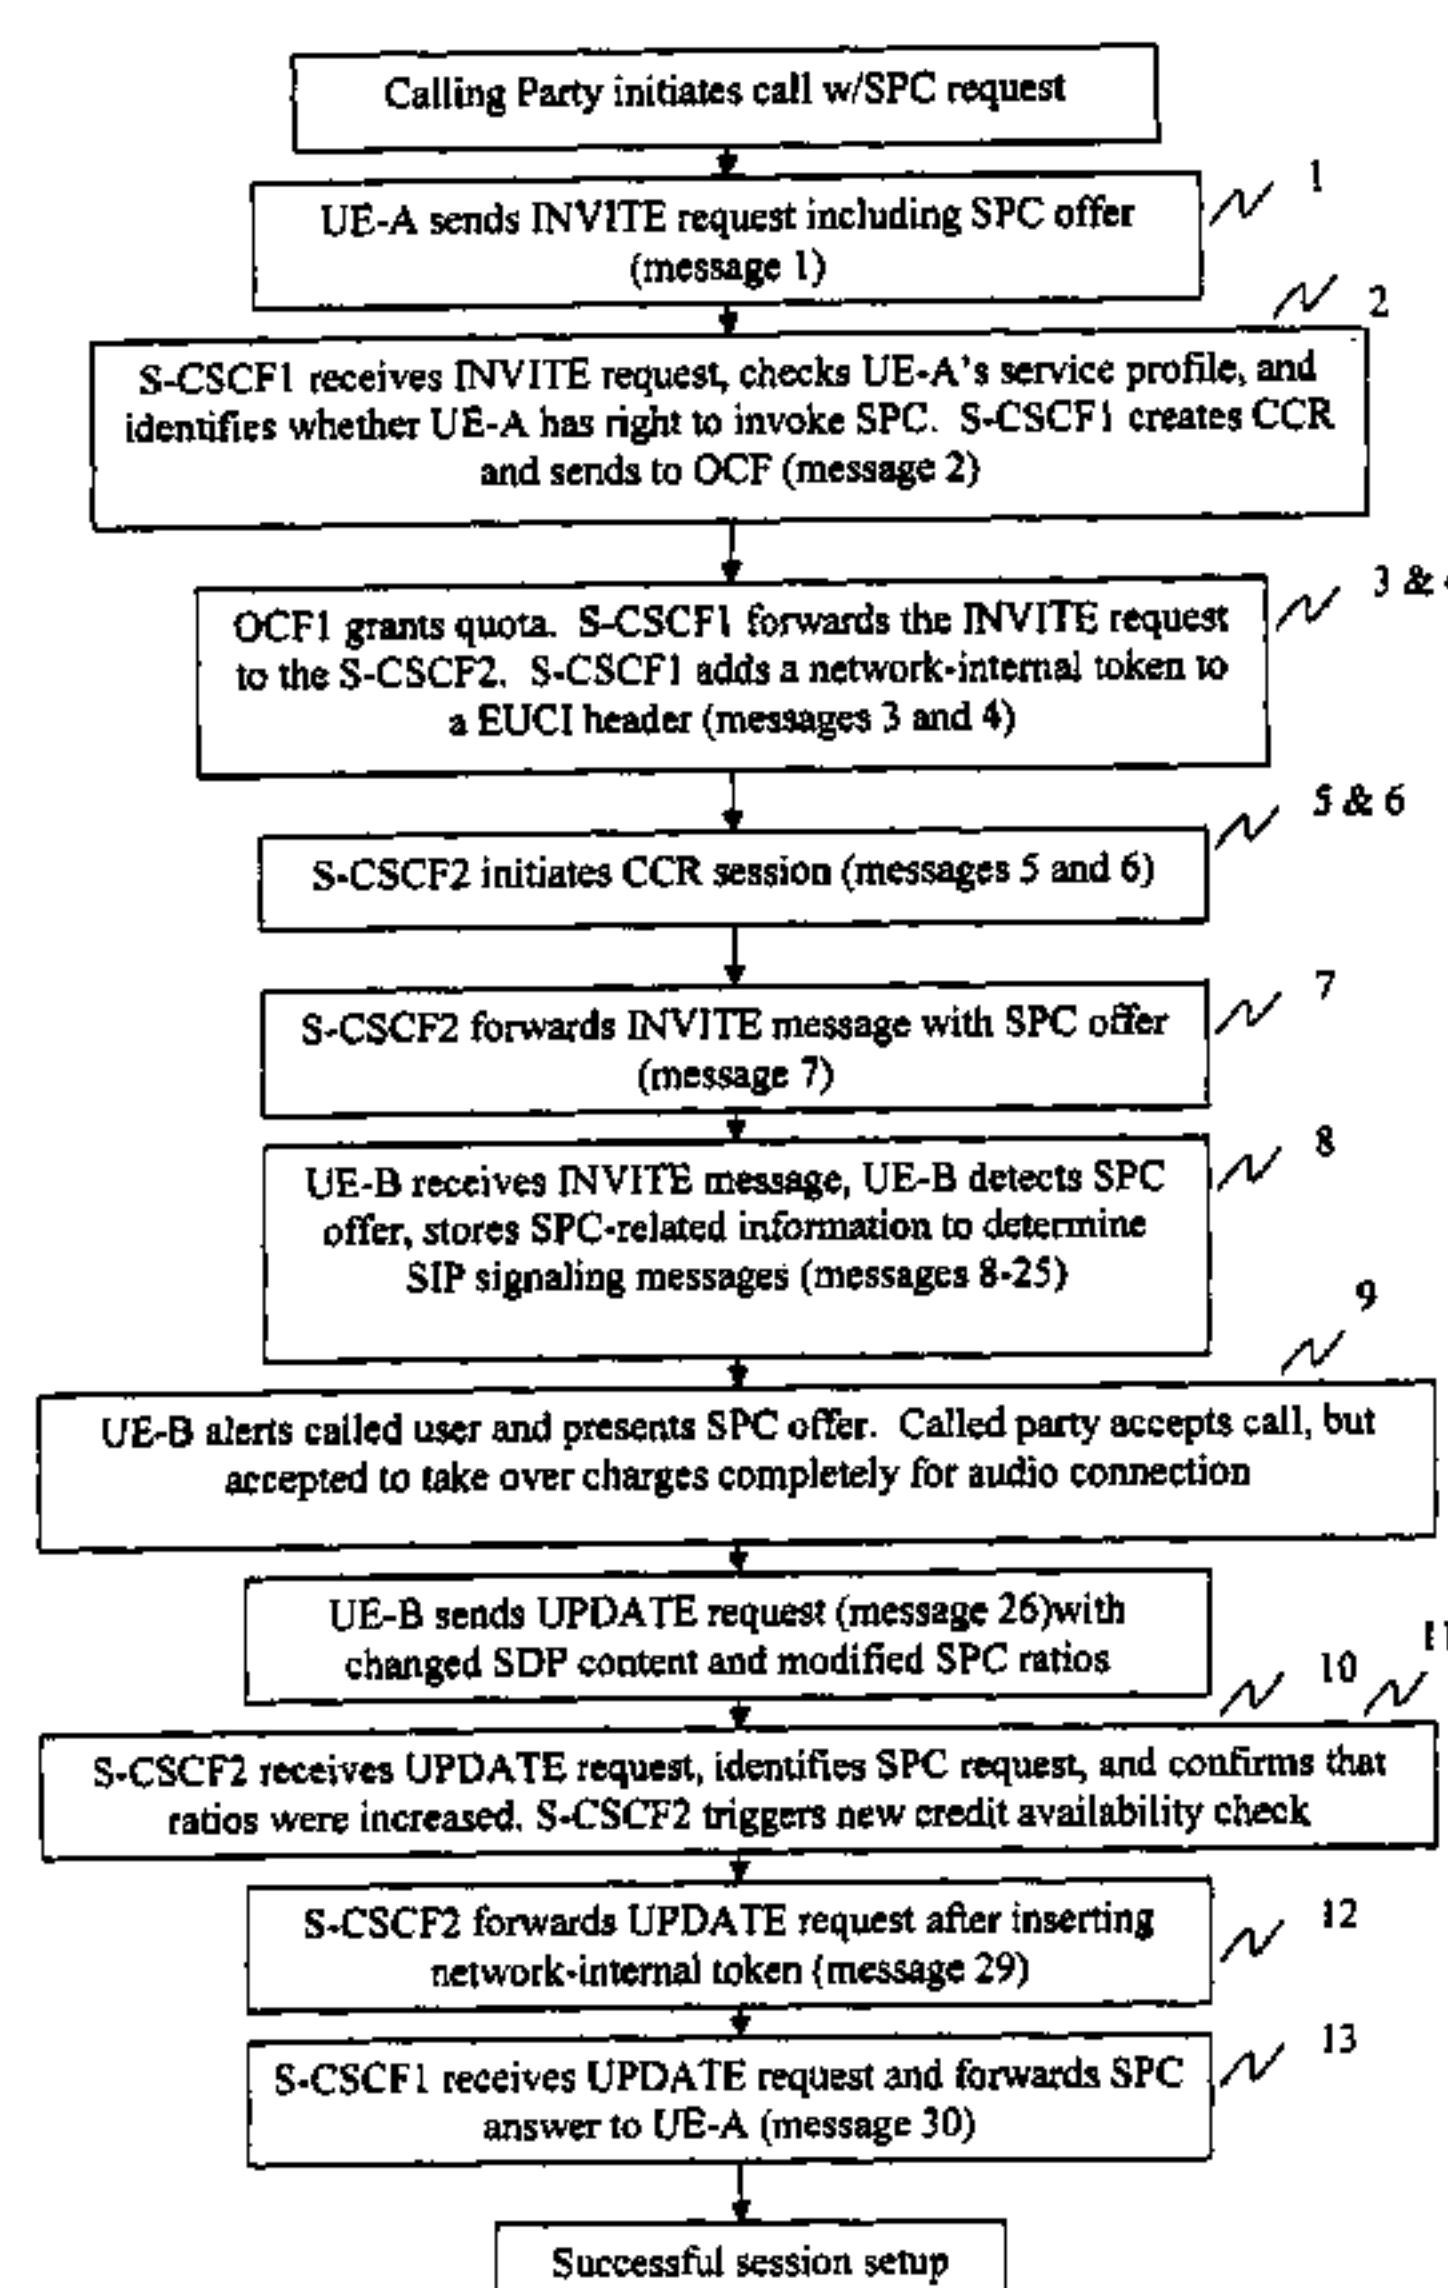 Calling Party initiates call w/SPC request
1
UE-A sends INVITE request including SPC offer
(message 1)
2
S-CSCF1 receives INVITE request, checks UE-A's service profile, and
identifies whether UE-A has right to invoke SPC. S-CSCF1 creates CCR
and sends to OCF (message 2)
3 &
OCF1 grants quota. S-CSCF1 forwards the INVITE request
to the S-CSCF2. S-CSCF1 adds a network-internal token to
a EUCI header (messages 3 and 4)
5 & 6
S-CSCF2 initiates CCR session (messages 5 and 6)
7
S-CSCF2 forwards INVITE message with SPC offer
(message 7)
8
UE-B receives INVITE message, UE-B detects SPC
offer, stores SPC-related information to determine
SIP signaling messages (messages 8-25)
9
UE-B alerts called user and presents SPC offer. Called party accepts call, but
accepted to take over charges completely for audio connection
UE-B sends UPDATE request (message 26)with
changed SDP content and modified SPC ratios
10
11
S-CSCF2 receives UPDATE request, identifies SPC request, and confirms that
ratios were increased. S-CSCF2 triggers new credit availability check
12
S-CSCF2 forwards UPDATE request after inserting
network-internal token (message 29)
13
S-CSCF1 receives UPDATE request and forwards SPC
answer to UE-A (message 30)
Successful session setup